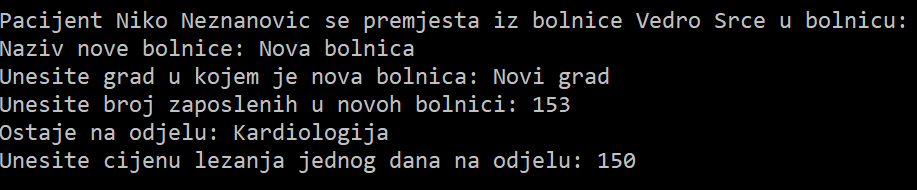 Pacijent Niko Neznanovic se premjesta iz bolnice Vedro Srce u bolnicu:
Naziv nove bolnice: Nova bolnica
Unesite grad u kojem je nova bolnica: Novi grad
Unesite broj zaposlenih u novoh bolnici: 153
Ostaje na odjelu: Kardiologija
Unesite cijenu lezanja jednog dana na odjelu: 150